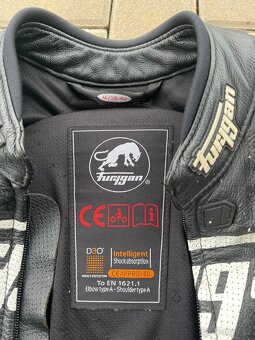 Furygan
CE
D3O
IMPACT PROTECTION
Intelligent
Shock absorption
CE APPROVED
To EN 1621.1
Elbow type A - Shoulder type A
Furygan